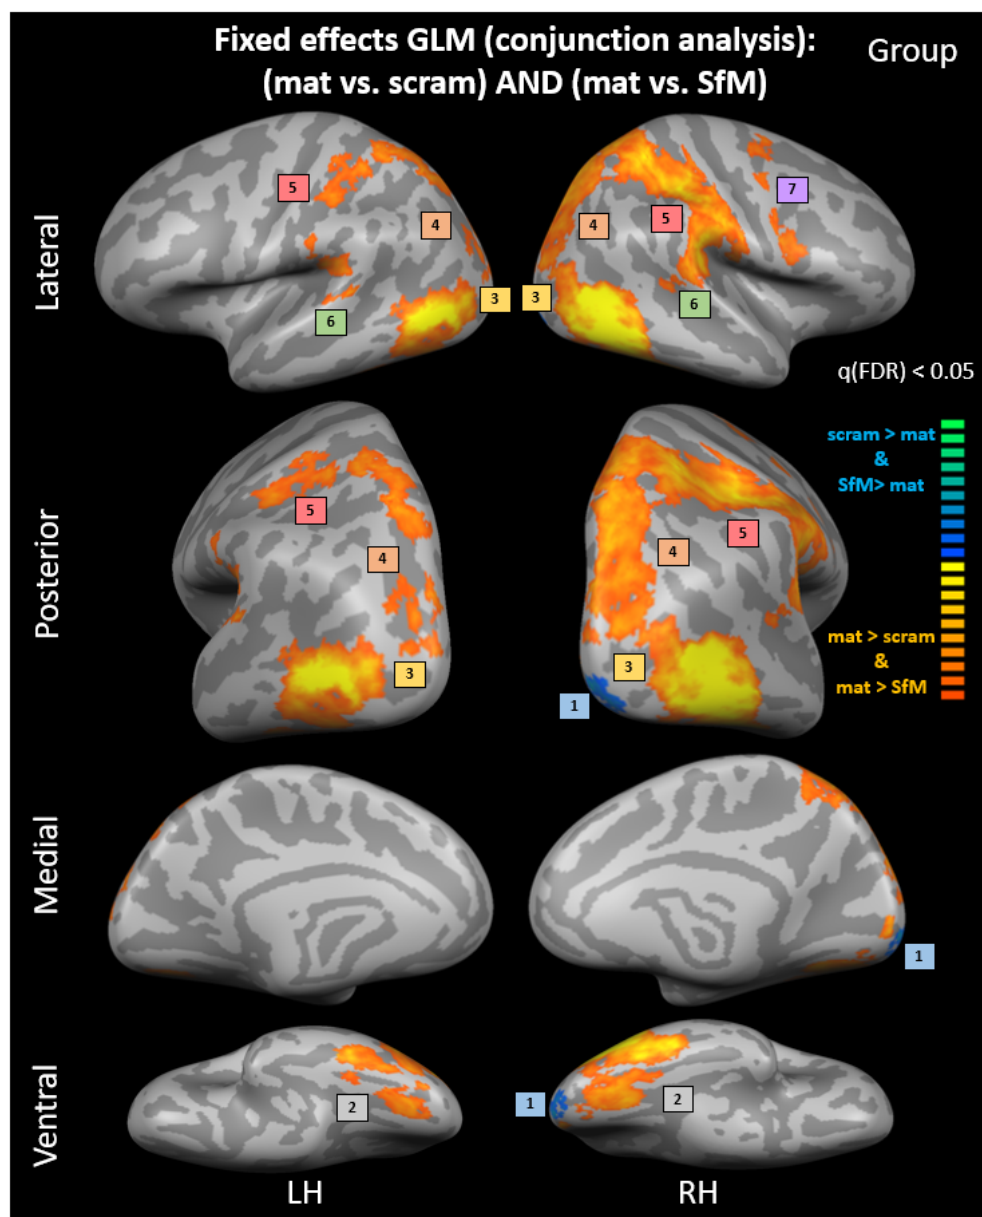 Fixed effects GLM (conjunction analysis):
(mat vs. scram) AND (mat vs. SfM)
Group
Lateral
5
4
3
6
3
4
5
7
6
q(FDR) < 0.05
Posterior
5
4
3
1
3
4
5
scram > mat
&
SfM> mat
mat > scram
&
mat > SfM
Medial
1
Ventral
2
1
2
LH
RH